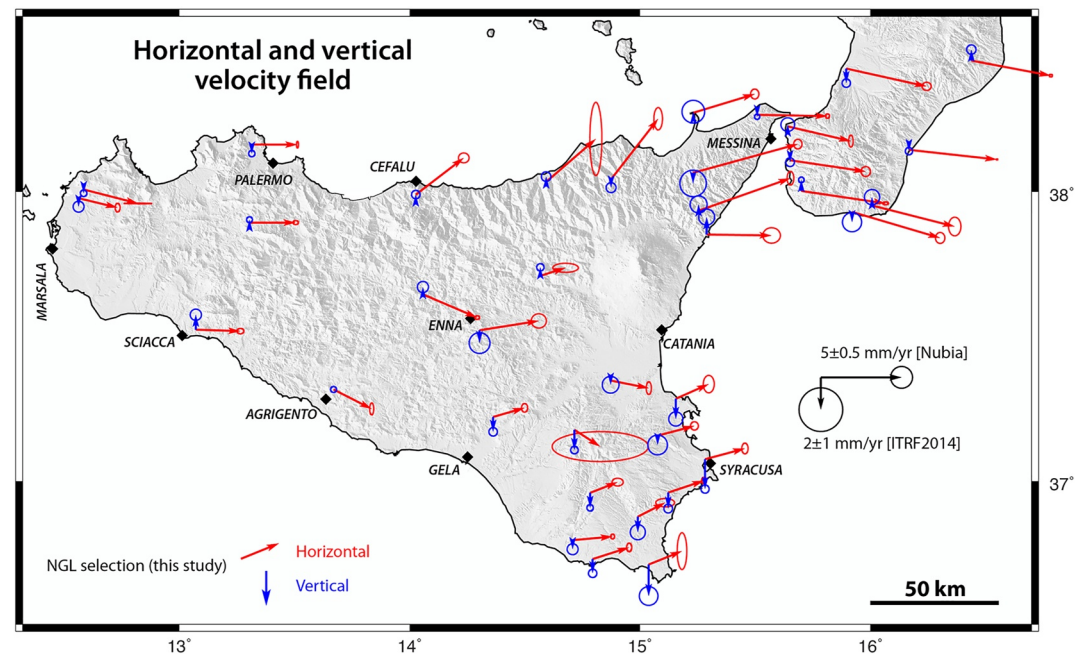 Horizontal and vertical
velocity field
MESSINA
PALERMO
CEFALU
38°
MARSALA
ENNA
SCIACCA
CATANIA
5±0.5 mm/yr [Nubia]
AGRIGENTO
2±1 mm/yr [ITRF2014]
GELA
SYRACUSA
37°
NGL selection (this study)
Horizontal
Vertical
50 km
13°
14°
15°
16°